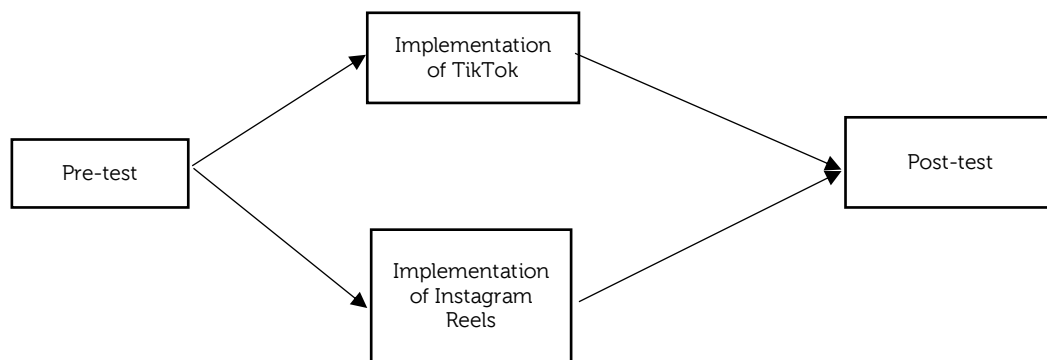 Pre-test
Implementation
of TikTok
Implementation
of Instagram
Reels
Post-test